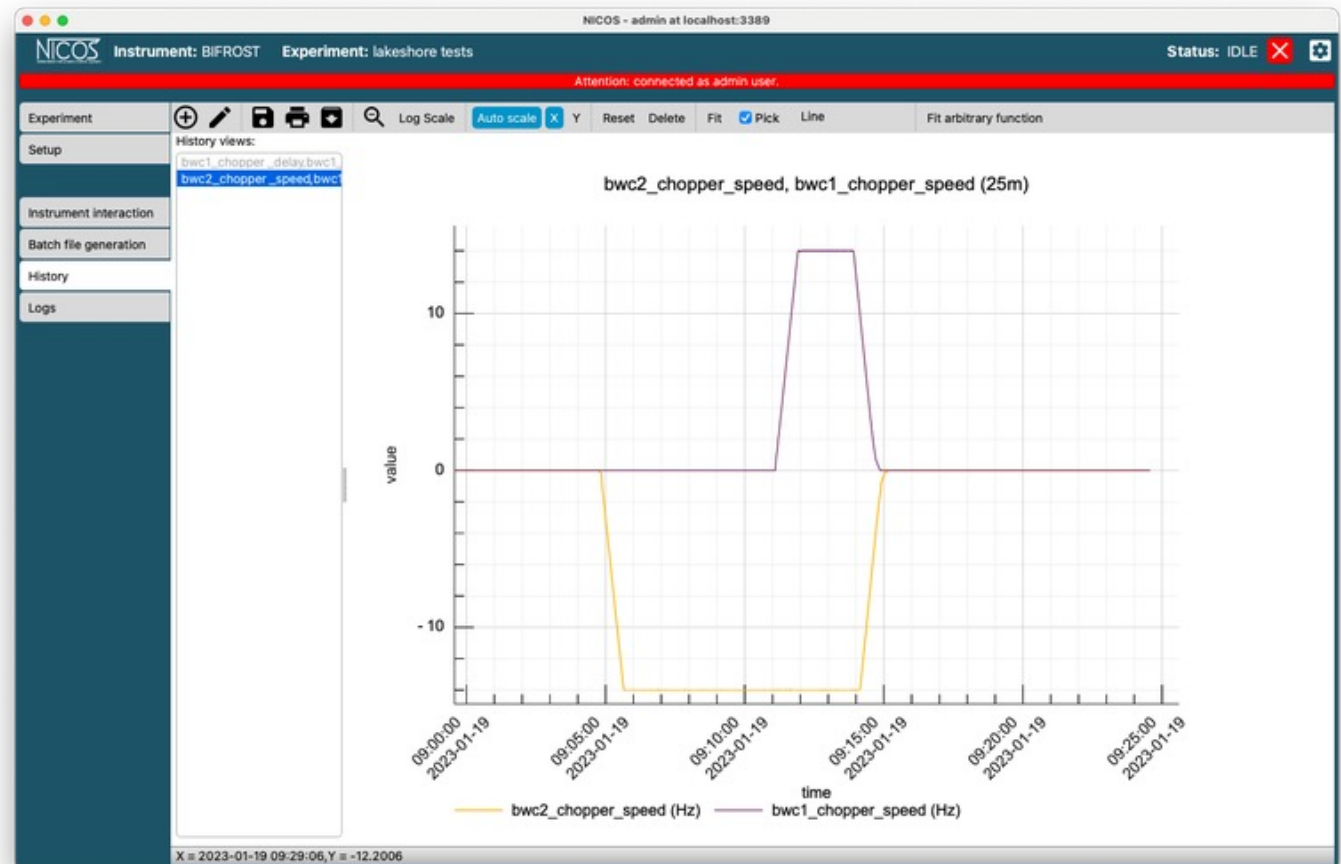 NICOS - admin at localhost:3389
NICOS Instrument: BIFROST Experiment: lakeshore tests Status: IDLE
Attention: connected as admin user.
Experiment
Setup
Instrument interaction
Batch file generation
History
Logs
Log Scale Auto scale X Y Reset Delete Fit Pick Line Fit arbitrary function
History views:
bwc1_chopper_delay,bwc1_
bwc2_chopper_speed,bwc1
bwc2_chopper_speed, bwc1_chopper_speed (25m)
value
10
0
- 10
09:00:00
2023-01-19
09:05:00
2023-01-19
09:10:00
2023-01-19
09:15:00
2023-01-19
09:20:00
2023-01-19
09:25:00
2023-01-19
time
bwc2_chopper_speed (Hz) bwc1_chopper_speed (Hz)
X = 2023-01-19 09:29:06,Y = -12.2006